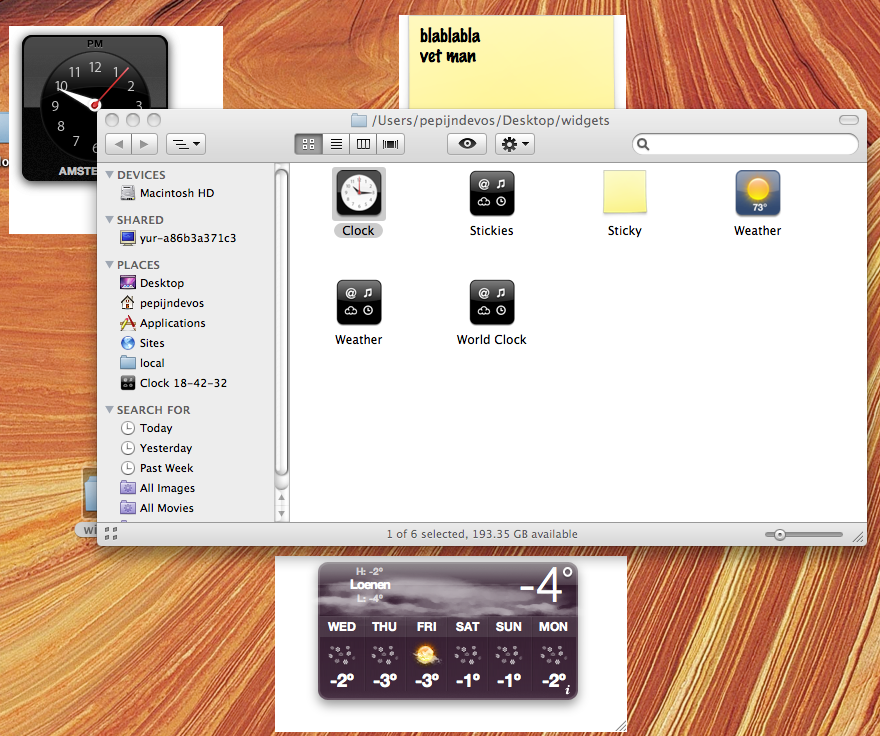 PM
12
11
1
10
2
9
3
8
7
6
AMSTE
blablabla
vet man
/Users/pepijndevos/Desktop/widgets
DEVICES
Macintosh HD
SHARED
yur-a86b3a371c3
PLACES
Desktop
pepijndevos
Applications
Sites
local
Clock 18-42-32
SEARCH FOR
Today
Yesterday
Past Week
All Images
All Movies
Clock
Stickies
Sticky
73°
Weather
Weather
World Clock
1 of 6 selected, 193.35 GB available
wi
H: -2°
Loenen
L: -4°
-4°
WED THU FRI SAT SUN MON
-2° -3° -3° -1° -1° -2°
i